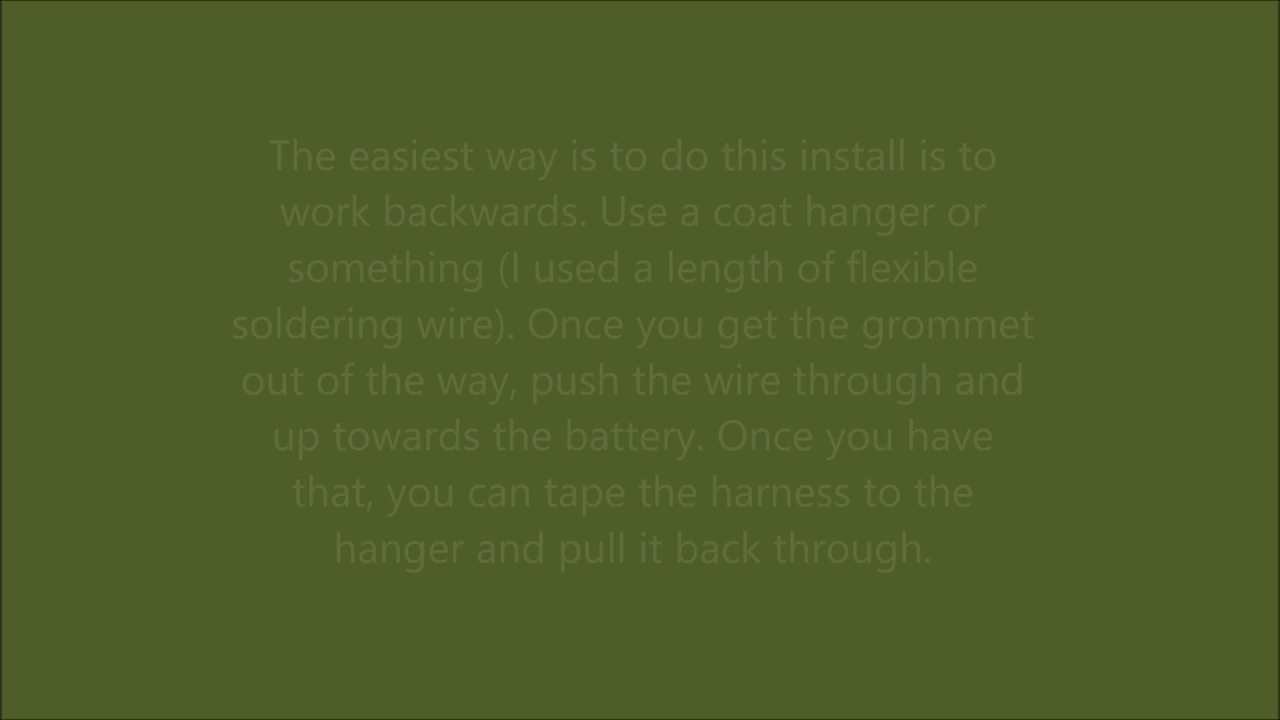 The easiest way is to do this install is to
work backwards. Use a coat hanger or
something (I used a length of flexible
soldering wire). Once you get the grommet
out of the way, push the wire through and
up towards the battery. Once you have
that, you can tape the harness to the
hanger and pull it back through.